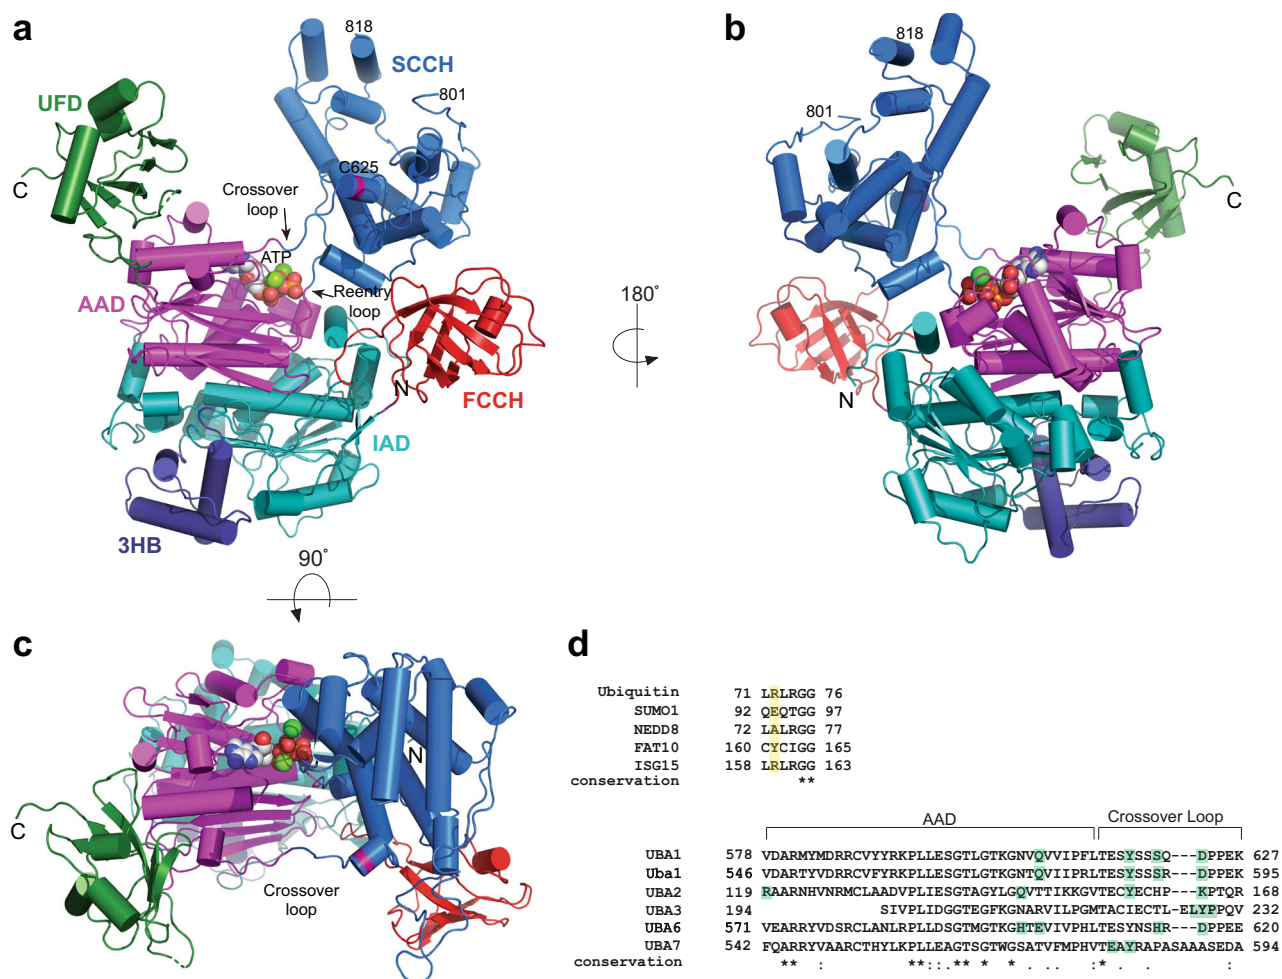 a
818
SCCH
UFD
801
C625
C
Crossover
loop
ATP
AAD
Reentry
loop
N
FCCH
IAD
3HB
90°
180°
b
818
801
C
N
c
C
N
Crossover
loop
d
Ubiquitin 71 LRLRGG 76
SUMO1 92 QEQTGG 97
NEDD8 72 LALRGG 77
FAT10 160 CYCIGG 165
ISG15 158 LRLRGG 163
conservation **
AAD Crossover Loop
UBA1 578 VDARMYMDRRCVYYRKPLLESGTLGTKGNVQVVIPFLTESYSSSQ---DPPEK 627
Uba1 546 VDARTYVDRRCVFYRKPLLESGTLGTKGNTQVIIPHLTESYSSSR---DPPEK 595
UBA2 119 RAARNHVNRMCLAADVPLIESGTAGYLGQVTTIKKGVTECYECHP---KPTQR 168
UBA3 194 SIVPLIDGGTEGFKGNARVILPGMTACIECTL-ELYPPQV 232
UBA6 571 VEARRYVDSRCLANLRPLLDSGTMGTKGHTEVIVPHLTESYNSHR---DPPEE 620
UBA7 542 FQARRYVAARCTHYLKPLLEAGTSGTWGSATVFMPHVTEAYRAPASAAASEDA 594
conservation ** : **::.** * * . .. . :* . . :